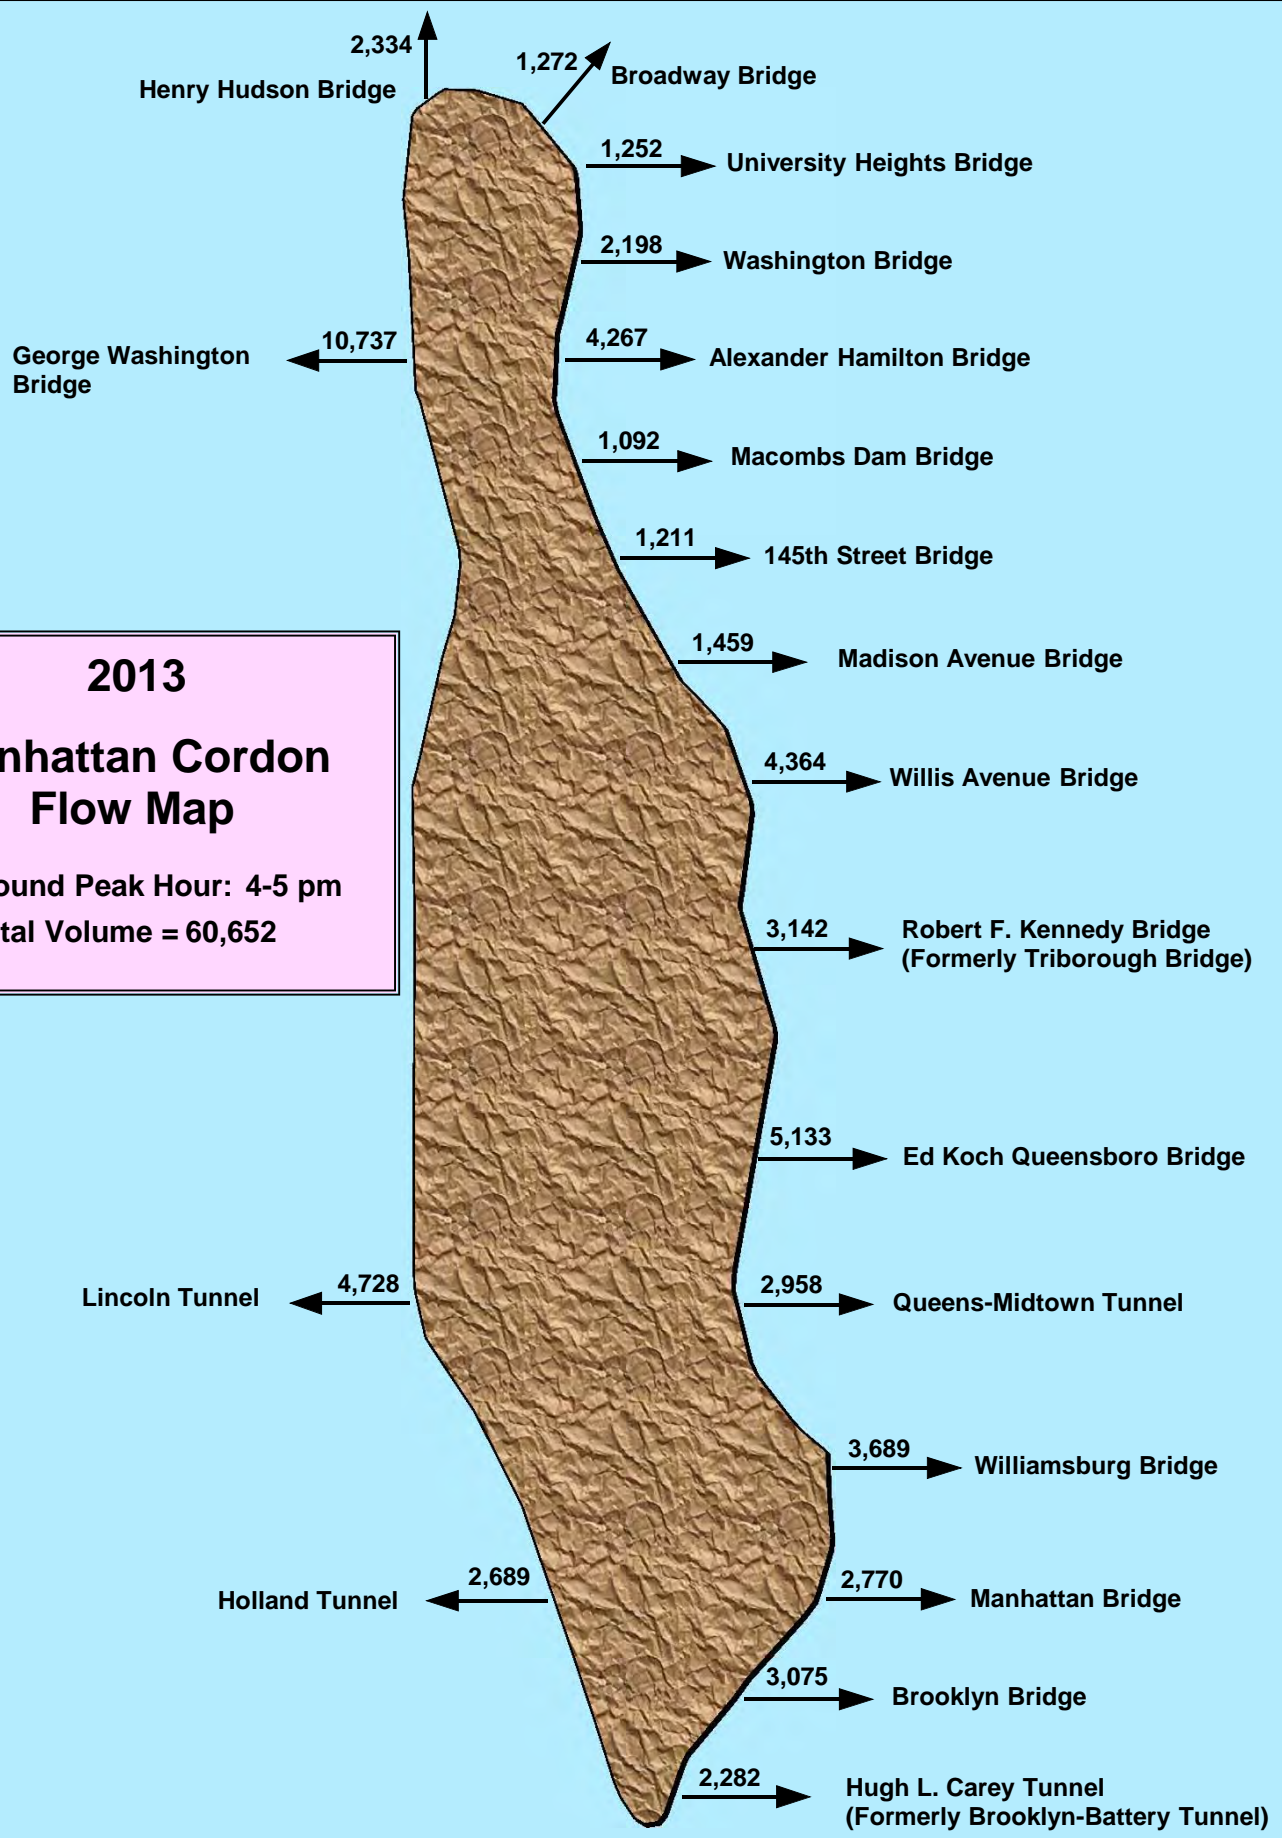 2,334
Henry Hudson Bridge
1,272
Broadway Bridge
1,252
University Heights Bridge
2,198
Washington Bridge
10,737
George Washington
Bridge
4,267
Alexander Hamilton Bridge
1,092
Macombs Dam Bridge
1,211
145th Street Bridge
1,459
Madison Avenue Bridge
2013
nhattan Cordon
Flow Map
ound Peak Hour: 4-5 pm
tal Volume = 60,652
4,364
Willis Avenue Bridge
3,142
Robert F. Kennedy Bridge
(Formerly Triborough Bridge)
5,133
Ed Koch Queensboro Bridge
4,728
Lincoln Tunnel
2,958
Queens-Midtown Tunnel
3,689
Williamsburg Bridge
2,689
Holland Tunnel
2,770
Manhattan Bridge
3,075
Brooklyn Bridge
2,282
Hugh L. Carey Tunnel
(Formerly Brooklyn-Battery Tunnel)